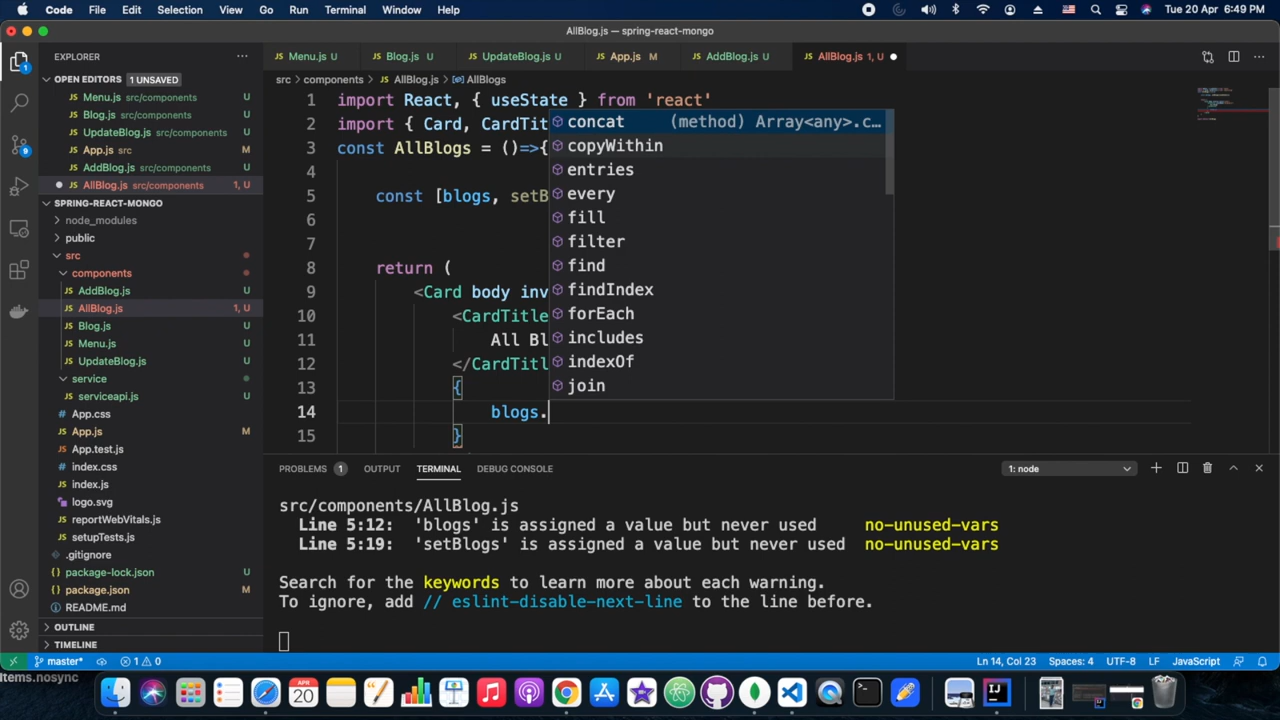 Code File Edit Selection View Go Run Terminal Window Help Tue 20 Apr 6:49 PM
AllBlog.js — spring-react-mongo
EXPLORER
OPEN EDITORS 1 UNSAVED
Menu.js src/components U
Blog.js src/components U
UpdateBlog.js src/components U
App.js src M
AddBlog.js src/components U
AllBlog.js src/components 1, U
SPRING-REACT-MONGO
node_modules
public
src
components
AddBlog.js U
AllBlog.js 1, U
Blog.js U
Menu.js U
UpdateBlog.js U
service
serviceapi.js U
App.css
App.js M
App.test.js
index.css
index.js
logo.svg
reportWebVitals.js
setupTests.js
.gitignore
package-lock.json
package.json M
README.md
OUTLINE
TIMELINE
Menu.js U Blog.js U UpdateBlog.js U App.js M AddBlog.js U AllBlog.js 1, U
src > components > AllBlog.js > AllBlogs
1 import React, { useState } from 'react'
2 import { Card, CardTitl
3 const AllBlogs = ()=>{
4
5 const [blogs, setB
6
7
8 return (
9 <Card body inv
10 <CardTitle
11 All Bl
12 </CardTitl
13 {
14 blogs.
15 }
concat (method) Array<any>.c…
copyWithin
entries
every
fill
filter
find
findIndex
forEach
includes
indexOf
join
PROBLEMS 1 OUTPUT TERMINAL DEBUG CONSOLE 1: node
src/components/AllBlog.js
Line 5:12: 'blogs' is assigned a value but never used no-unused-vars
Line 5:19: 'setBlogs' is assigned a value but never used no-unused-vars
Search for the keywords to learn more about each warning.
To ignore, add // eslint-disable-next-line to the line before.
master* 1 0 Ln 14, Col 23 Spaces: 4 UTF-8 LF JavaScript
Items.nosync
APR
20